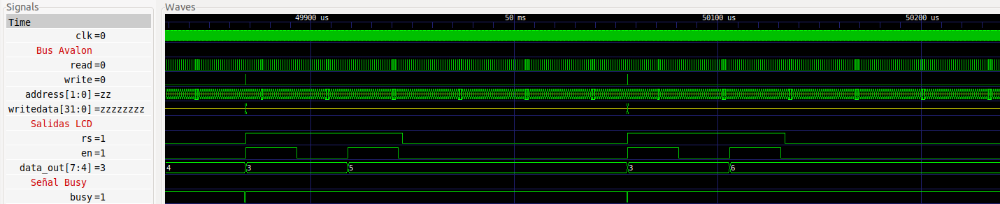 Signals
Waves
Time
49900 us
50 ms
50100 us
50200 us
clk=0
Bus Avalon
read=0
write=0
address[1:0]=zz
writedata[31:0]=zzzzzzzz
Salidas LCD
rs=1
en=1
data_out[7:4]=3
4
3
5
3
6
Señal Busy
busy=1